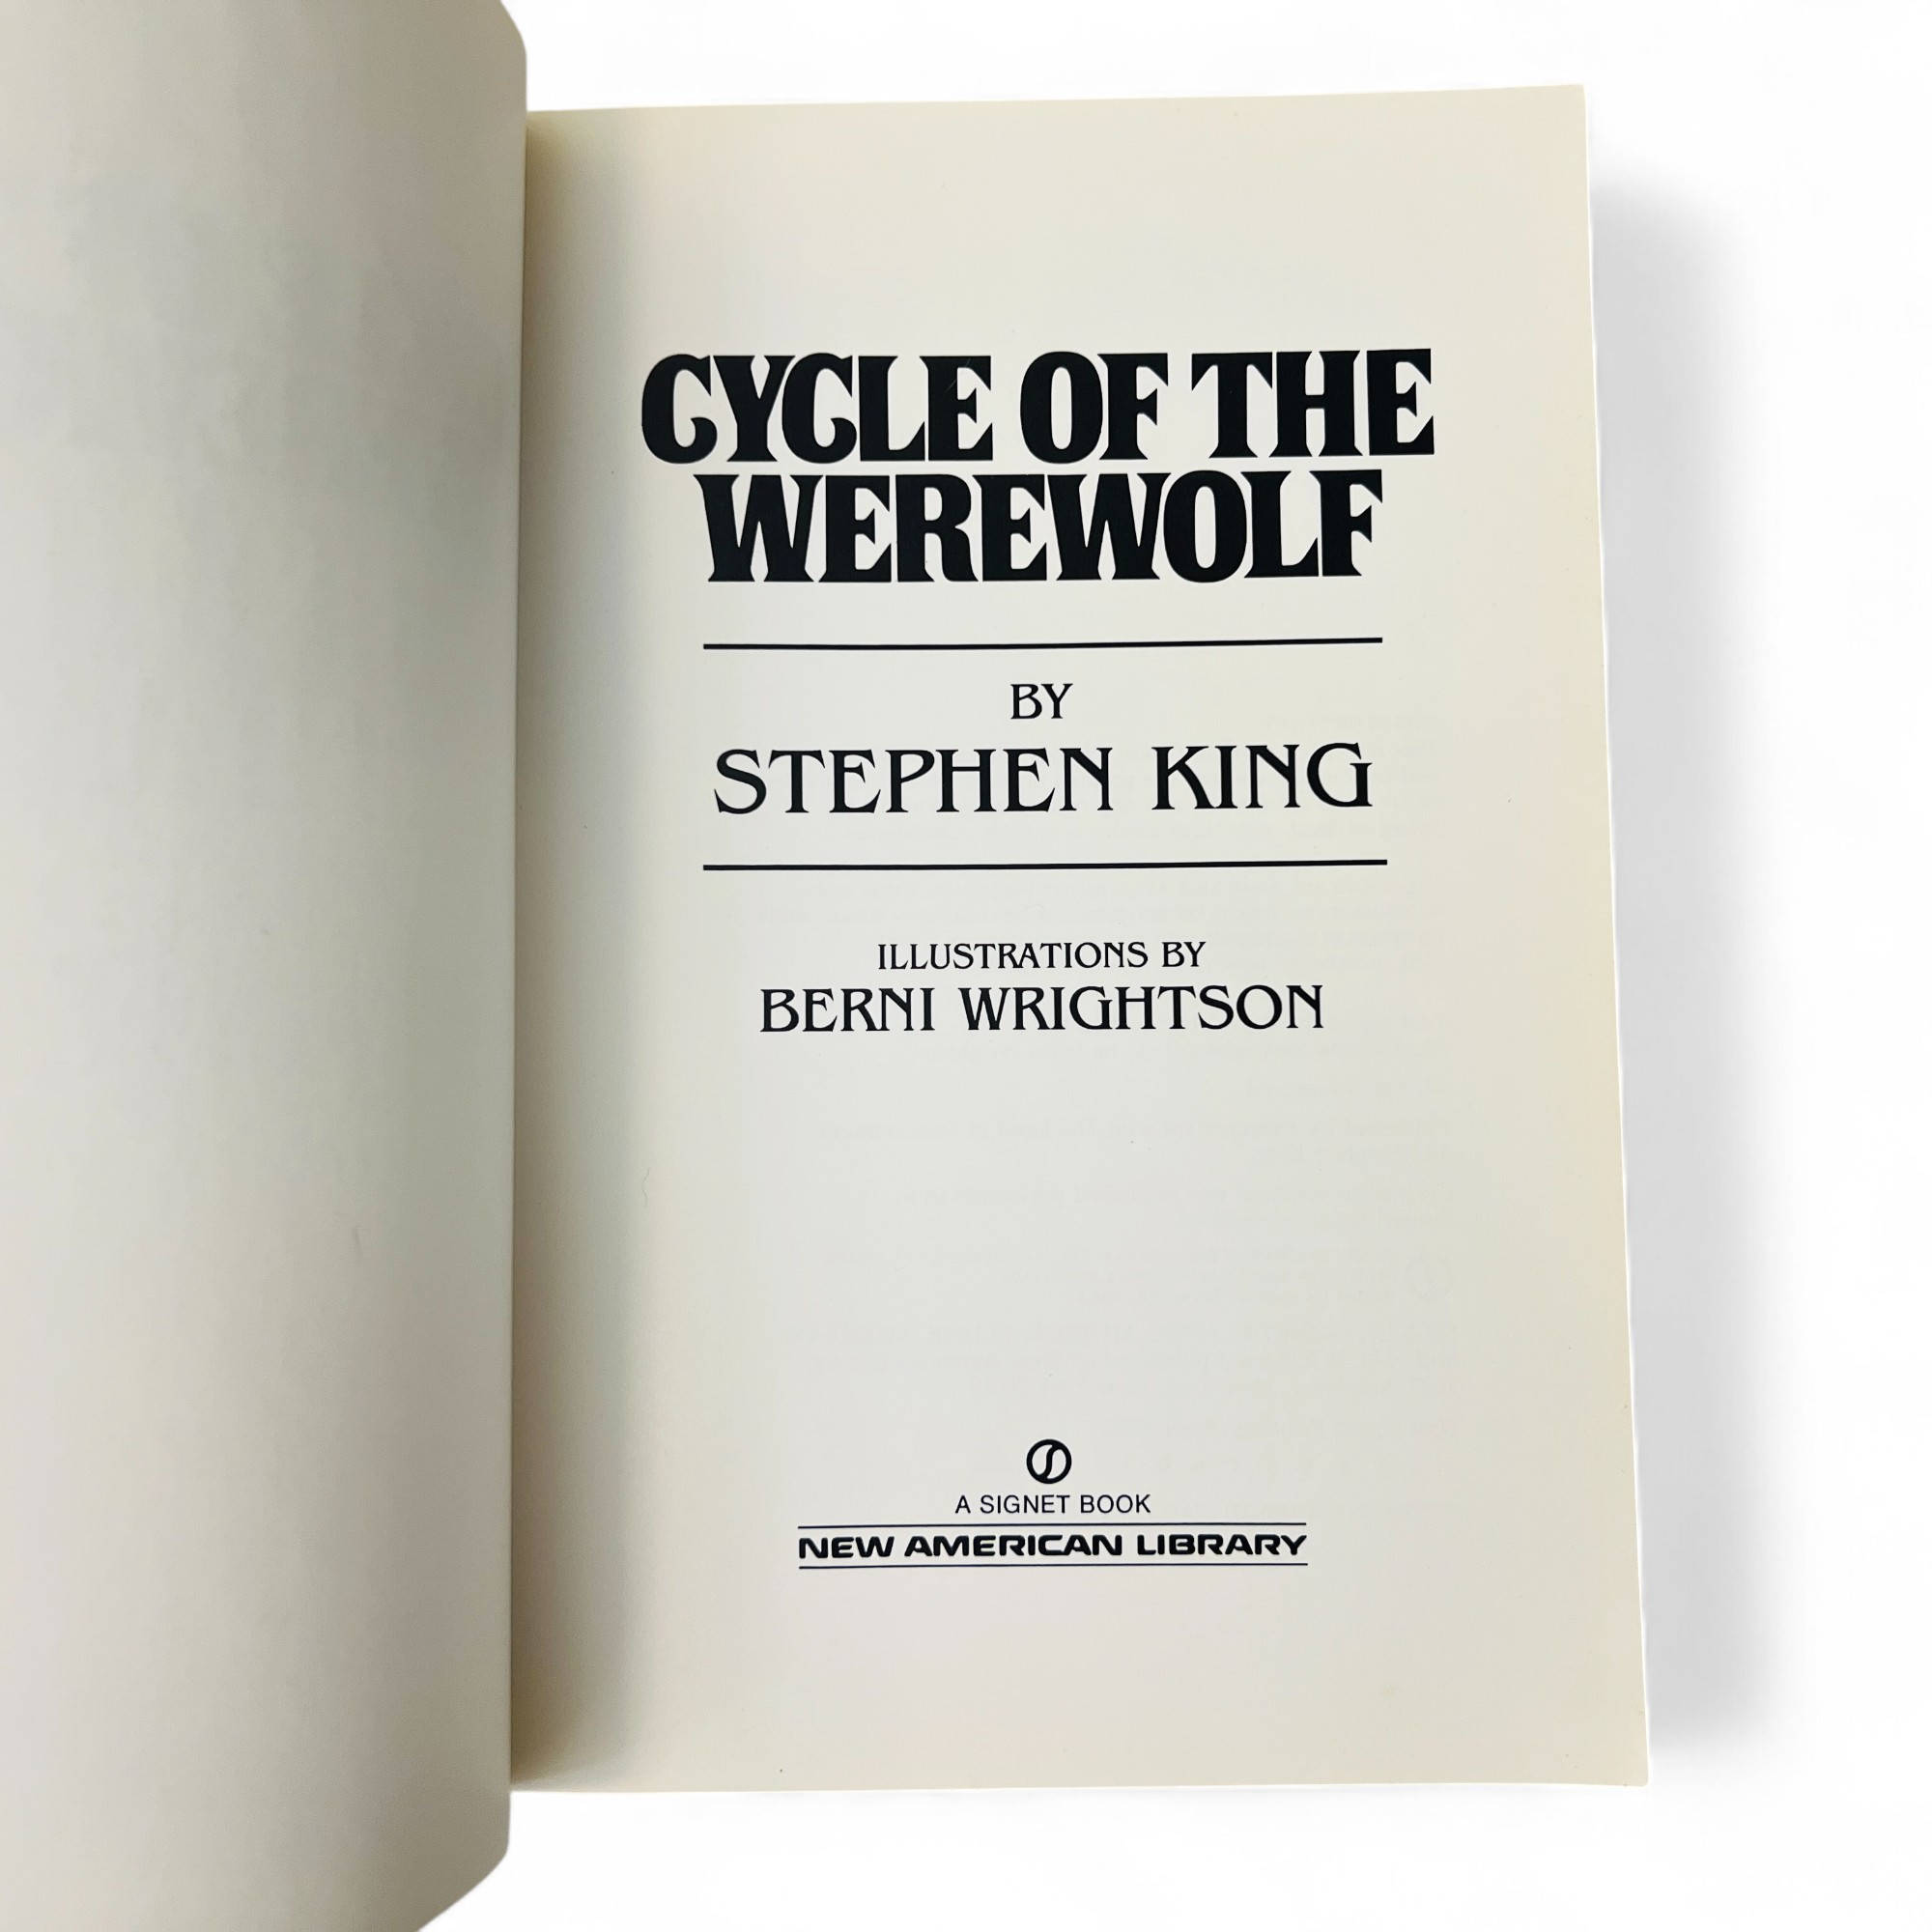 CYCLE OF THE
WEREWOLF
BY
STEPHEN KING
ILLUSTRATIONS BY
BERNI WRIGHTSON
A SIGNET BOOK
NEW AMERICAN LIBRARY